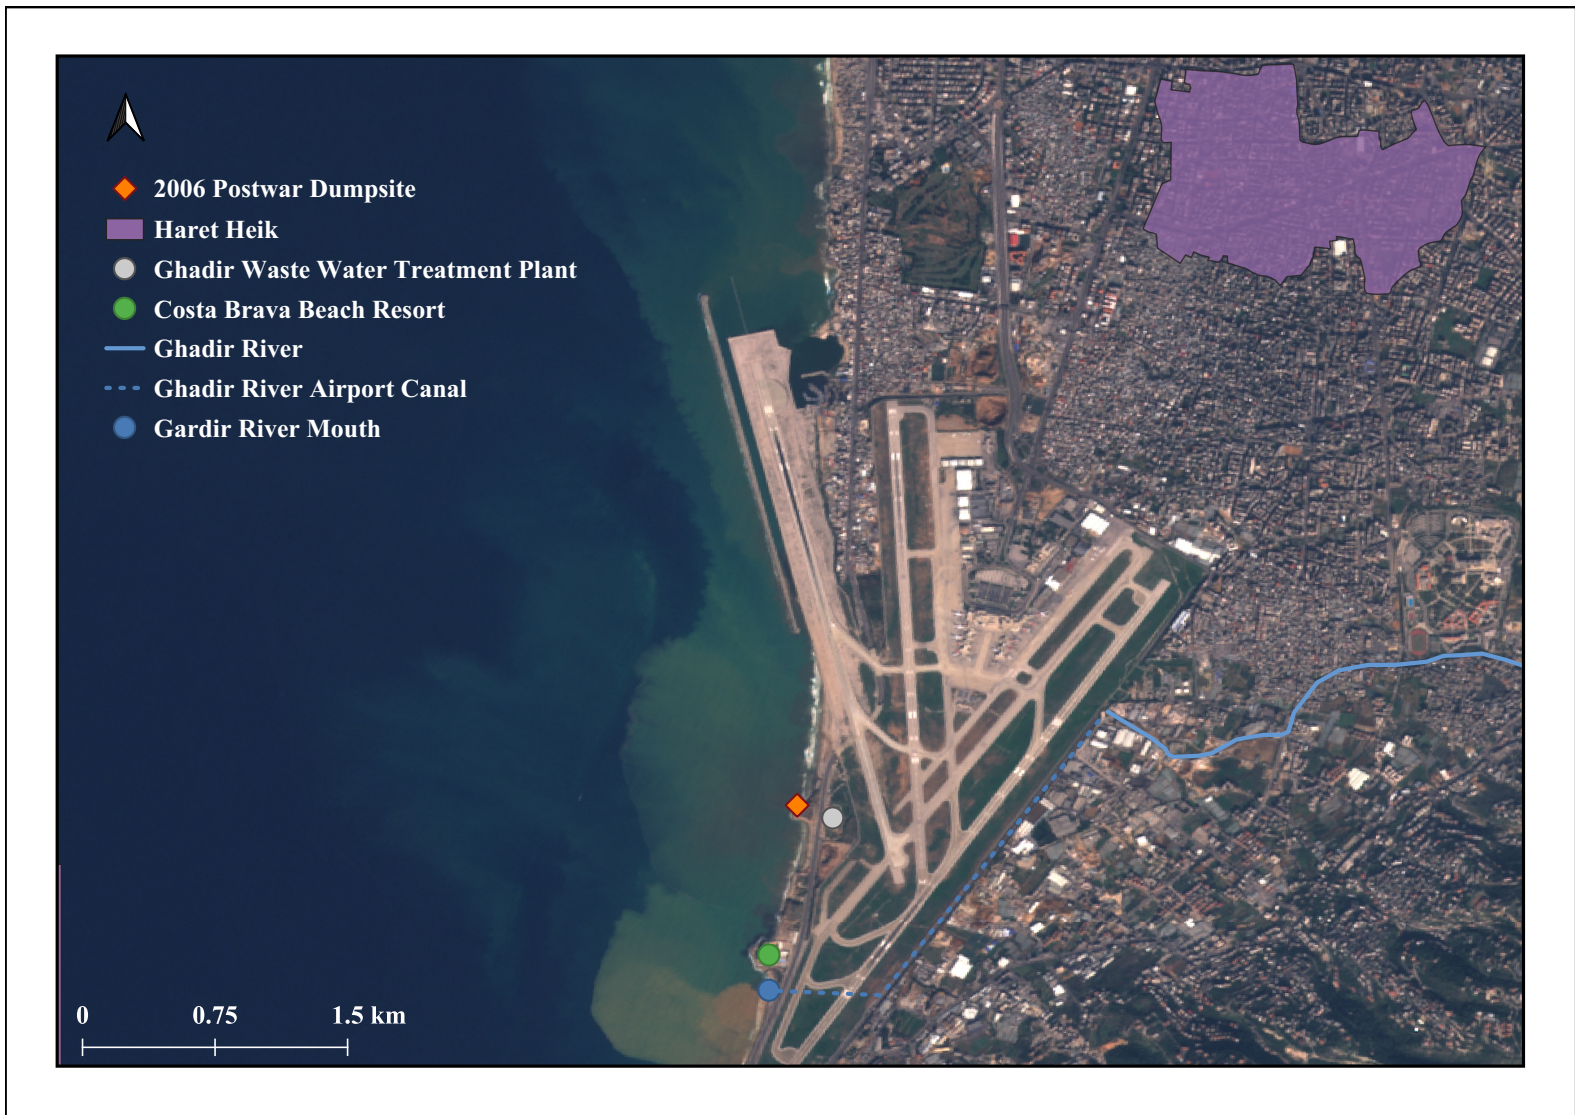 2006 Postwar Dumpsite
Haret Heik
Ghadir Waste Water Treatment Plant
Costa Brava Beach Resort
Ghadir River
Ghadir River Airport Canal
Gardir River Mouth
0 0.75 1.5 km